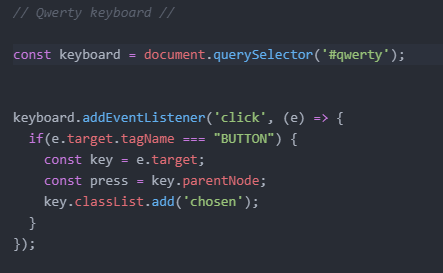 // Qwerty keyboard //
const keyboard = document.querySelector('#qwerty');
keyboard.addEventListener('click', (e) => {
  if(e.target.tagName === "BUTTON") {
    const key = e.target;
    const press = key.parentNode;
    key.classList.add('chosen');
  }
});